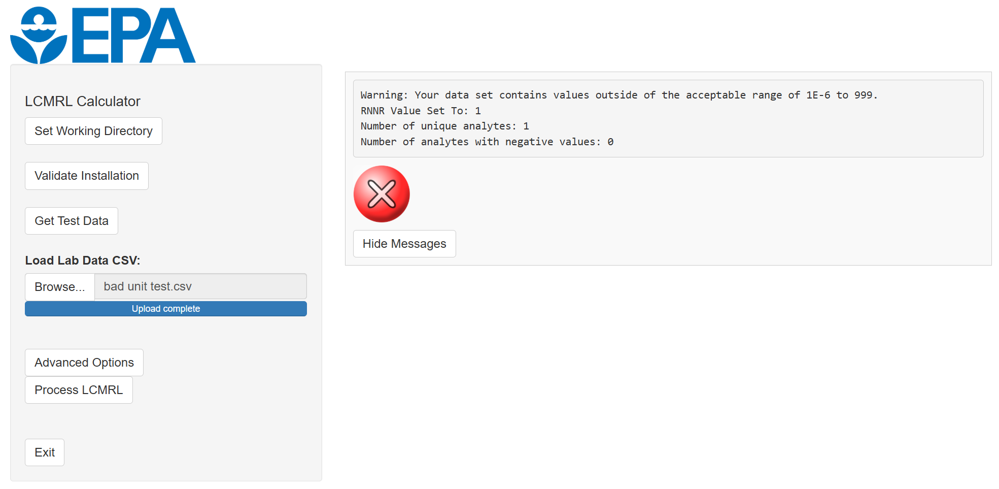 EPA
LCMRL Calculator
Set Working Directory
Validate Installation
Get Test Data
Load Lab Data CSV:
Browse... bad unit test.csv
Upload complete
Advanced Options
Process LCMRL
Exit
Warning: Your data set contains values outside of the acceptable range of 1E-6 to 999.
RNNR Value Set To: 1
Number of unique analytes: 1
Number of analytes with negative values: 0
Hide Messages